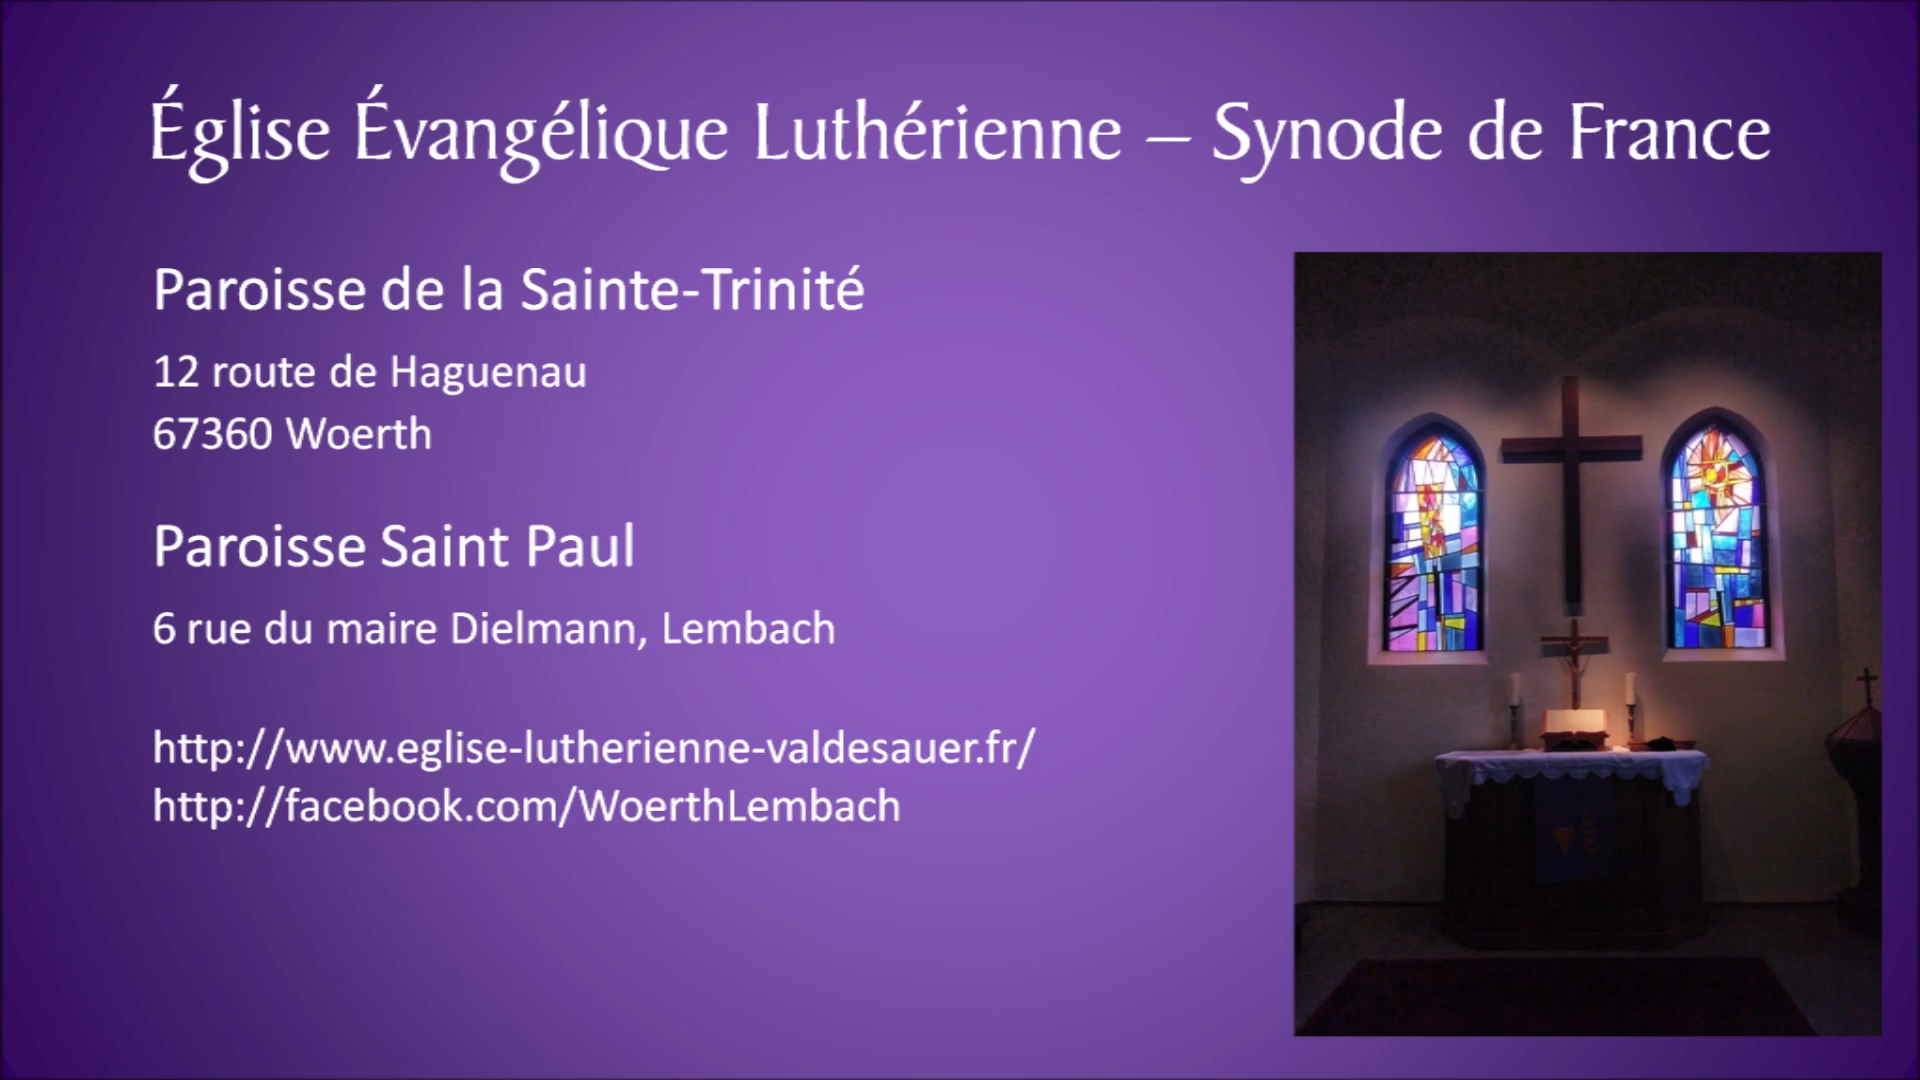 Église Évangélique Luthérienne – Synode de France
Paroisse de la Sainte-Trinité
12 route de Haguenau
67360 Woerth
Paroisse Saint Paul
6 rue du maire Dielmann, Lembach
http://www.eglise-lutherienne-valdesauer.fr/
http://facebook.com/WoerthLembach